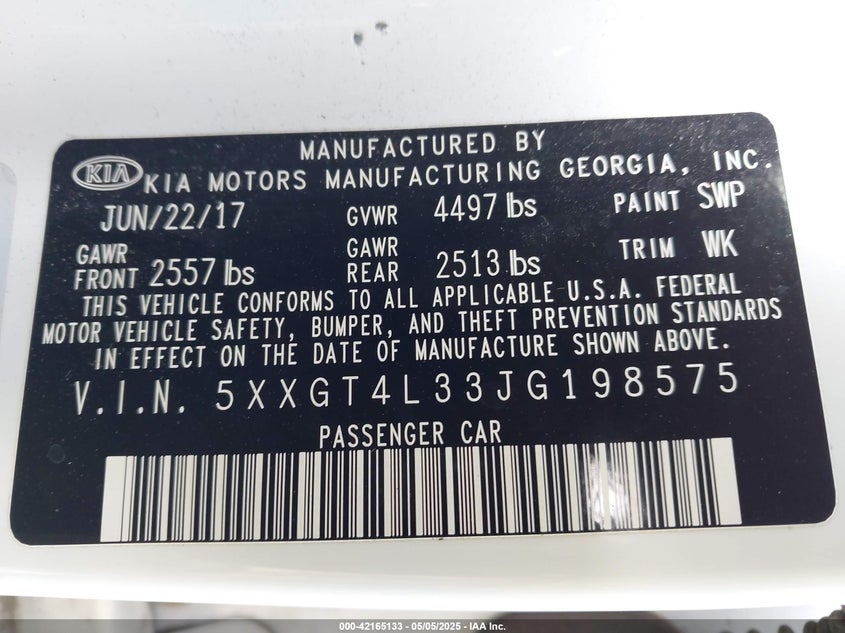 MANUFACTURED BY
KIA KIA MOTORS MANUFACTURING GEORGIA, INC.
JUN/22/17 GVWR 4497 lbs PAINT SWP
GAWR FRONT 2557 lbs GAWR REAR 2513 lbs TRIM WK
THIS VEHICLE CONFORMS TO ALL APPLICABLE U.S.A. FEDERAL
MOTOR VEHICLE SAFETY, BUMPER, AND THEFT PREVENTION STANDARDS
IN EFFECT ON THE DATE OF MANUFACTURE SHOWN ABOVE.
V.I.N. 5XXGT4L33JG198575
PASSENGER CAR
000-42165133 - 05/05/2025 - IAA Inc.